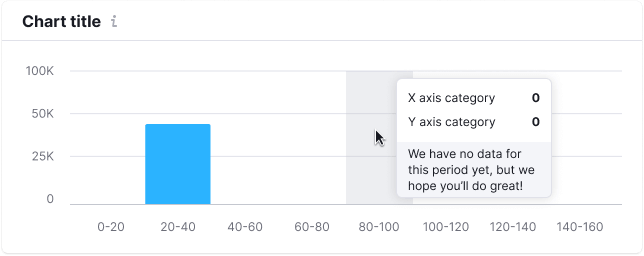 Chart title i
100K
50K
25K
0
X axis category 0
Y axis category 0
We have no data for
this period yet, but we
hope you'll do great!
0-20 20-40 40-60 60-80 80-100 100-120 120-140 140-160